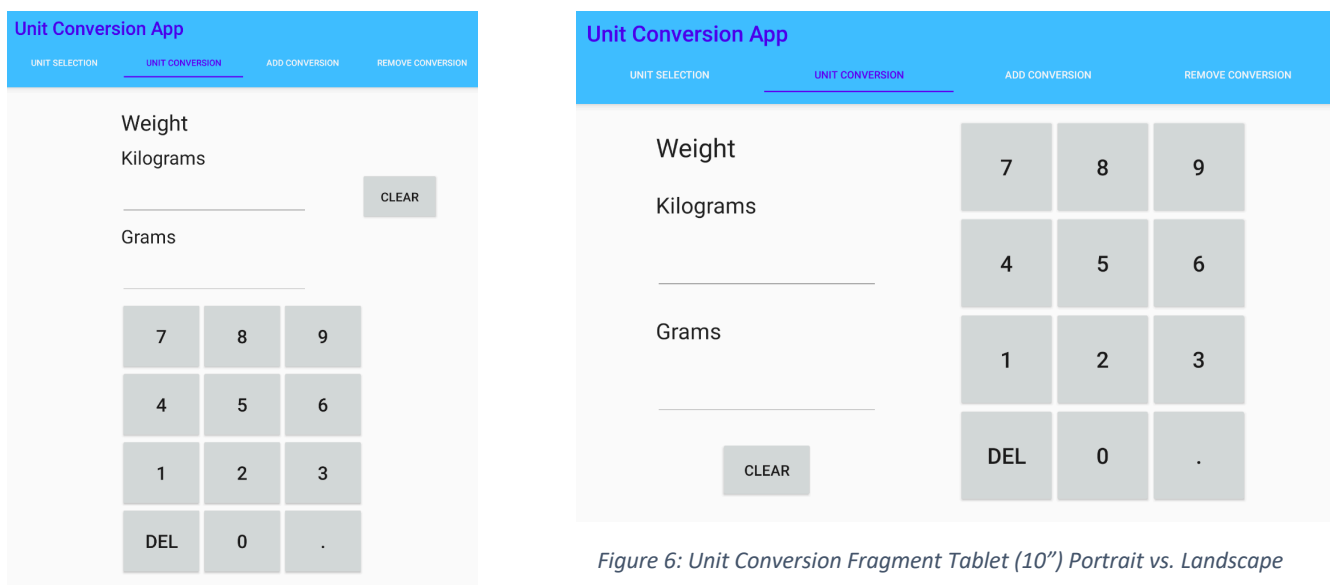 Unit Conversion App
UNIT SELECTION UNIT CONVERSION ADD CONVERSION REMOVE CONVERSION
Weight
Kilograms
CLEAR
Grams
7 8 9
4 5 6
1 2 3
DEL 0 .
Unit Conversion App
UNIT SELECTION UNIT CONVERSION ADD CONVERSION REMOVE CONVERSION
Weight
Kilograms
Grams
CLEAR
7 8 9
4 5 6
1 2 3
DEL 0 .
Figure 6: Unit Conversion Fragment Tablet (10”) Portrait vs. Landscape